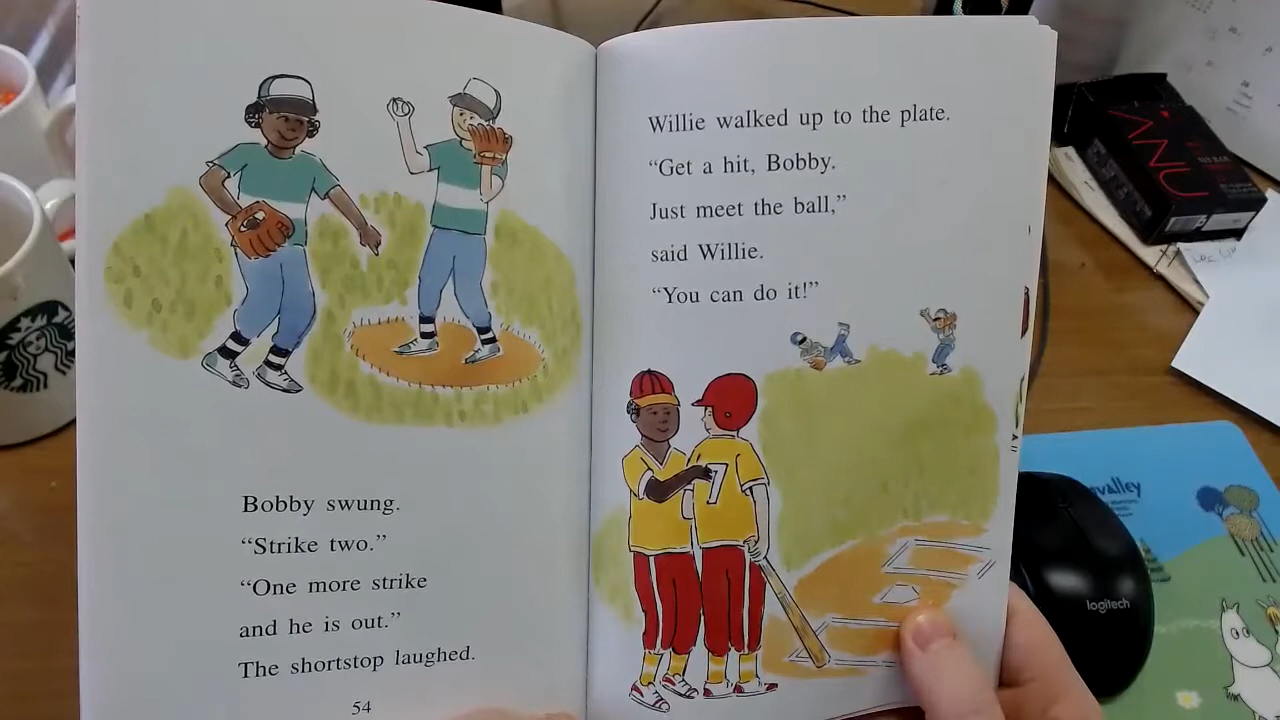 Bobby swung.
“Strike two.”
“One more strike
and he is out.”
The shortstop laughed.
54
Willie walked up to the plate.
“Get a hit, Bobby.
Just meet the ball,”
said Willie.
“You can do it!”
7
logitech